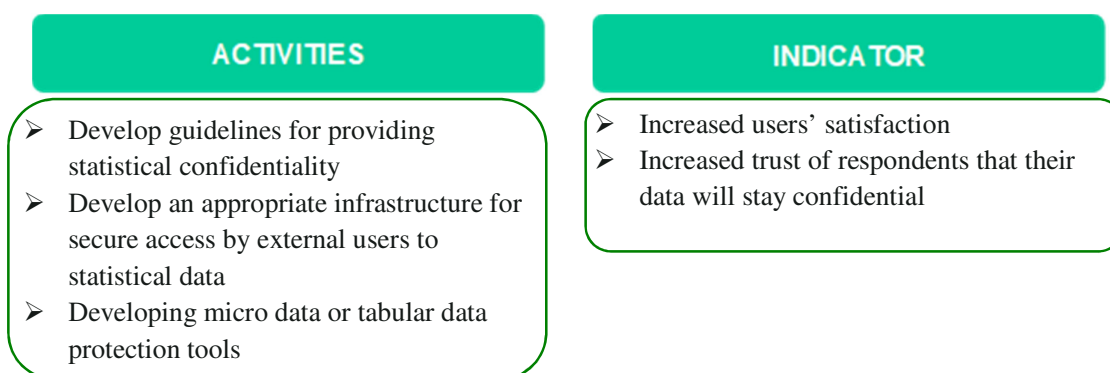 ACTIVITIES
➢ Develop guidelines for providing
statistical confidentiality
➢ Develop an appropriate infrastructure for
secure access by external users to
statistical data
➢ Developing micro data or tabular data
protection tools
INDICATOR
➢ Increased users’ satisfaction
➢ Increased trust of respondents that their
data will stay confidential